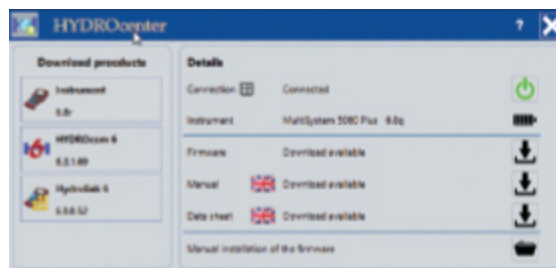 HYDROcenter ?
Download products
Instrument
HYDROcom 6
6.3.1.69
Hydrolink 6
6.3.0.52
Details
Connection Connected
Instrument MultiSystem 5060 Plus
Firmware Download available
Manual Download available
Data sheet Download available
Manual installation of the firmware